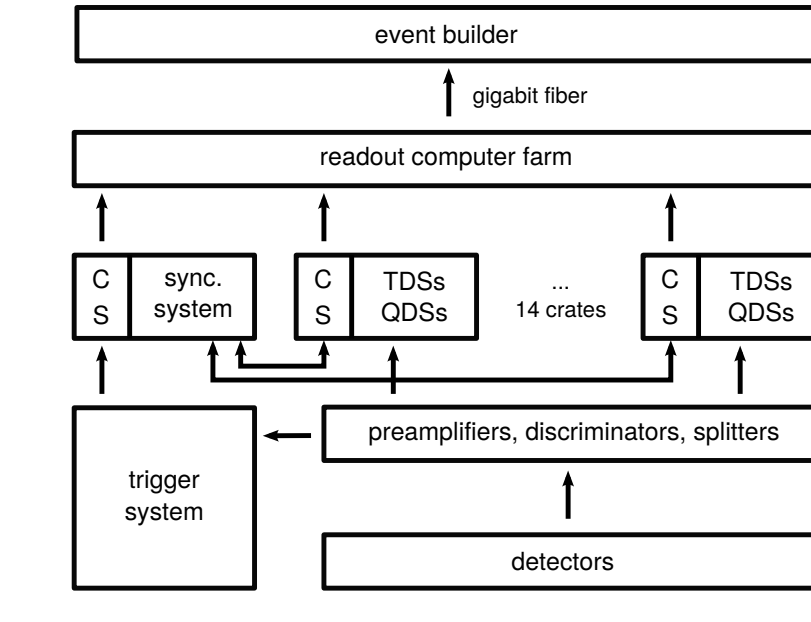 event builder
gigabit fiber
readout computer farm
C
S
sync.
system
C
S
TDSs
QDSs
...
14 crates
C
S
TDSs
QDSs
preamplifiers, discriminators, splitters
trigger
system
detectors